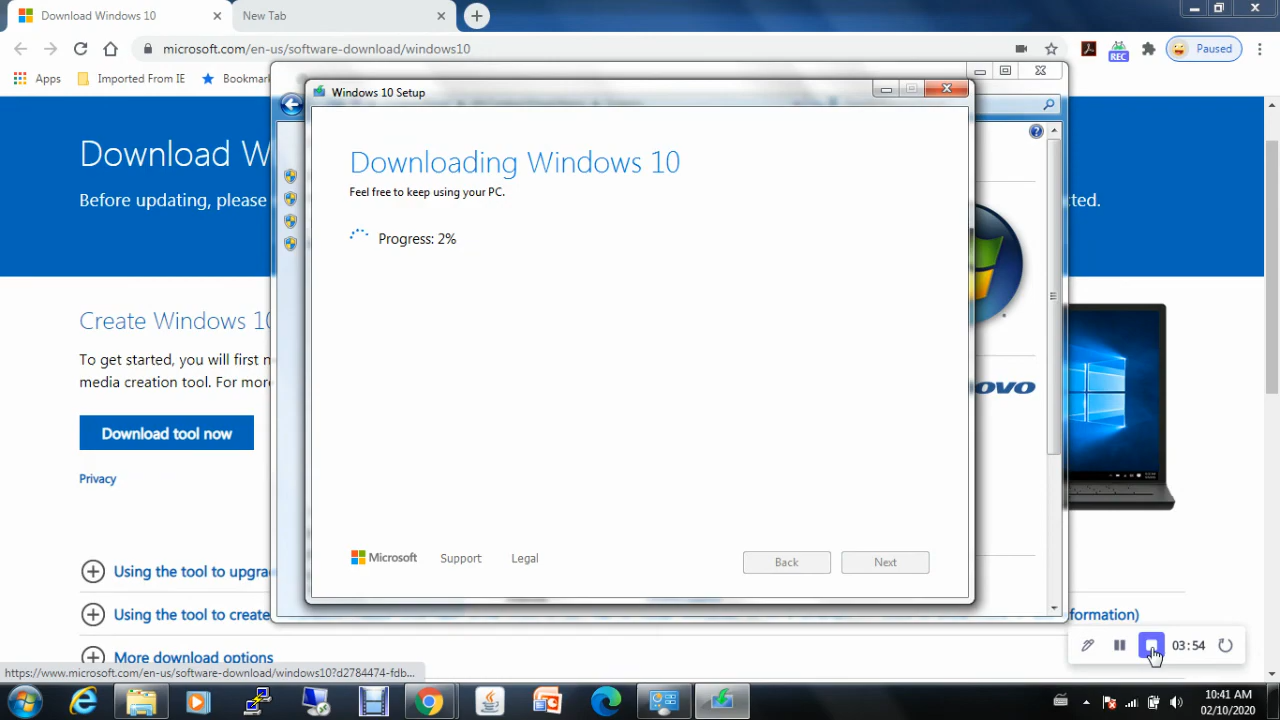 Download Windows 10
New Tab
microsoft.com/en-us/software-download/windows10
REC
Paused
Apps
Imported From IE
Bookmark
Download W
Before updating, please
cted.
Windows 10 Setup
Downloading Windows 10
Feel free to keep using your PC.
Progress: 2%
Create Windows 10
To get started, you will first n
media creation tool. For more
ovo
Download tool now
Privacy
Microsoft
Support
Legal
Back
Next
Using the tool to upgra
Using the tool to create
formation)
More download options
03:54
https://www.microsoft.com/en-us/software-download/windows10?d2784474-fdb...
10:41 AM
02/10/2020